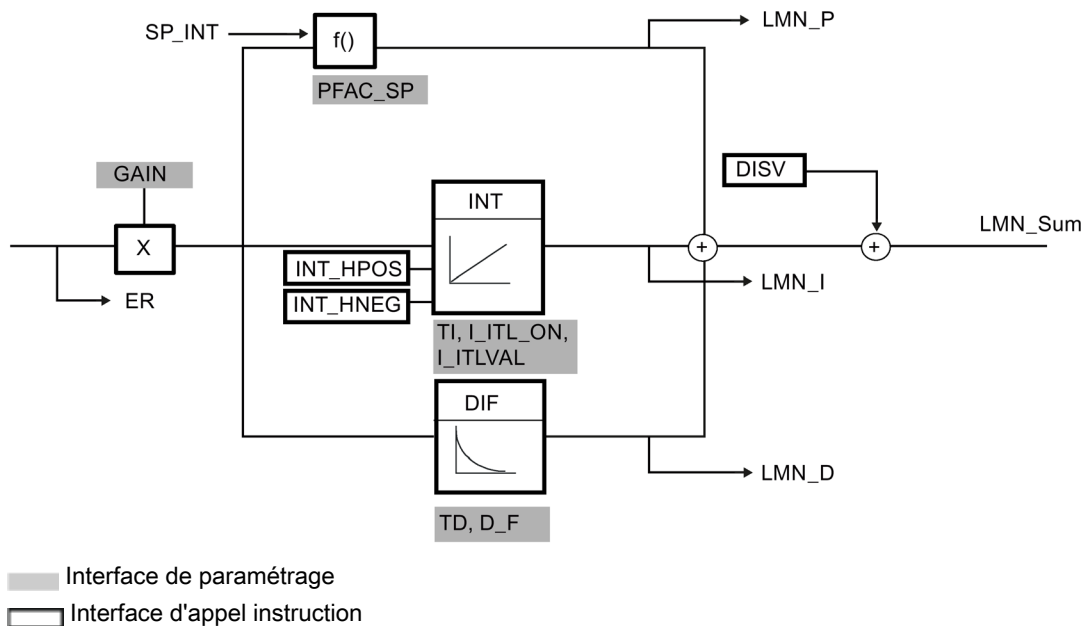 SP_INT
f()
LMN_P
PFAC_SP
GAIN
INT
DISV
X
+
+
LMN_Sum
INT_HPOS
INT_HNEG
LMN_I
ER
TI, I_ITL_ON,
I_ITLVAL
DIF
LMN_D
TD, D_F
Interface de paramétrage
Interface d'appel instruction